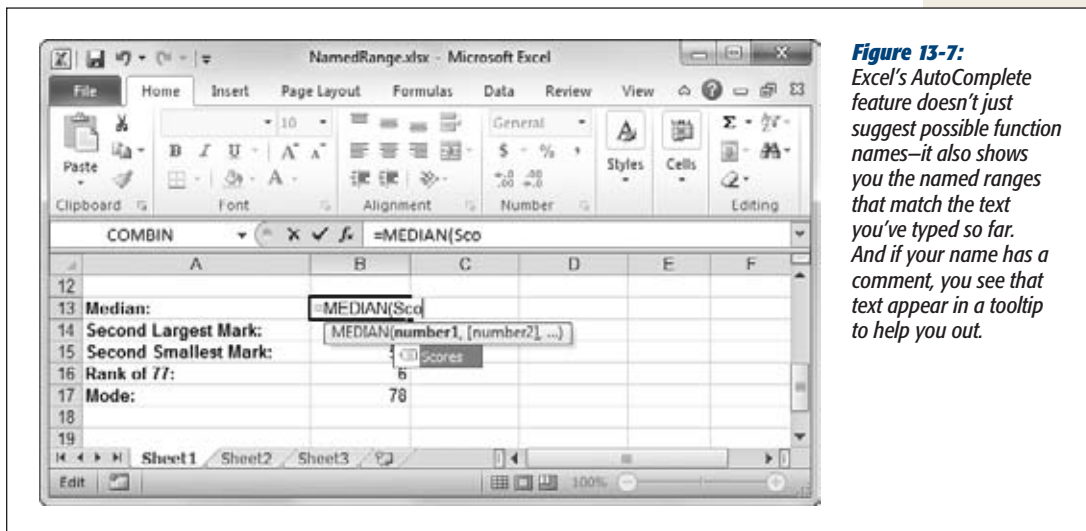 NamedRange.xlsx - Microsoft Excel
File Home Insert Page Layout Formulas Data Review View
10 General
Paste B I U A A A $ % , Styles Cells Σ
Clipboard Font Alignment Number Editing
COMBIN fx =MEDIAN(Sco
A B C D E F
12
13 Median: =MEDIAN(Sco
14 Second Largest Mark: MEDIAN(number1, [number2], ...)
15 Second Smallest Mark: Scores
16 Rank of 77: 6
17 Mode: 78
18
19
Sheet1 Sheet2 Sheet3
Edit 100%
Figure 13-7:
Excel's AutoComplete
feature doesn't just
suggest possible function
names—it also shows
you the named ranges
that match the text
you've typed so far.
And if your name has a
comment, you see that
text appear in a tooltip
to help you out.